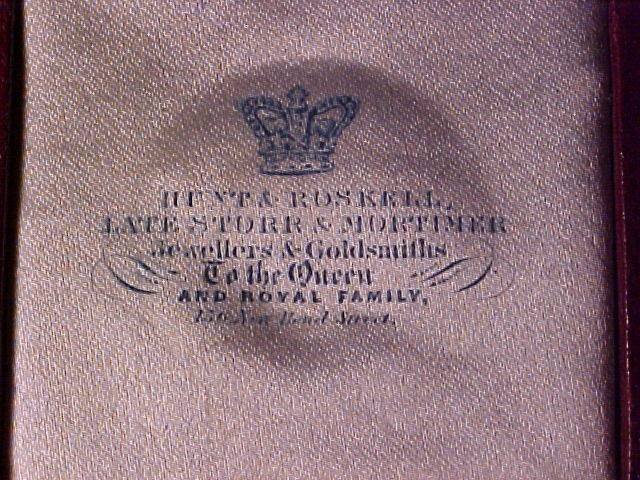 HUNT & ROSKELL,
LATE STORR & MORTIMER
Jewellers & Goldsmiths
To the Queen
AND ROYAL FAMILY,
156 New Bond Street.